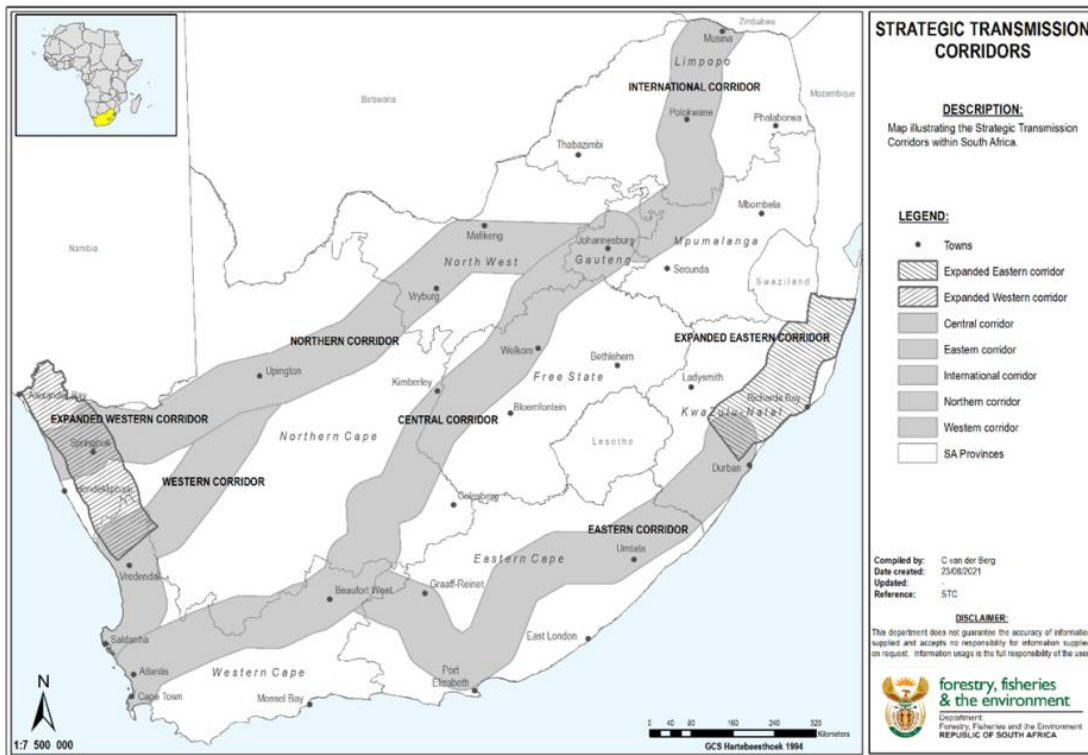 Zimbabwe
Musina
Limpopo
INTERNATIONAL CORRIDOR
Botswana
Mozambique
Polokwane
Phalaborwa
Thabazimbi
Mbombela
Mafikeng
Johannesburg
Mpumalanga
Namibia
North West
Gauteng
Secunda
Swaziland
Vryburg
EXPANDED EASTERN CORRIDOR
NORTHERN CORRIDOR
Welkom
Bethlehem
Upington
Free State
Ladysmith
Alexander Bay
Kimberley
Richards Bay
EXPANDED WESTERN CORRIDOR
CENTRAL CORRIDOR
Bloemfontein
KwaZulu-Natal
Northern Cape
Springbok
Lesotho
WESTERN CORRIDOR
Durban
Hondeklipbaai
Colesberg
EASTERN CORRIDOR
Eastern Cape
Umtata
Vredendal
Beaufort West
Graaff-Reinet
Saldanha
East London
Atlantis
Western Cape
Port
Elizabeth
Cape Town
Mossel Bay
N
1:7 500 000
0 40 80 160 240 320
Kilometers
GCS Hartebeesthoek 1994
STRATEGIC TRANSMISSION
CORRIDORS
DESCRIPTION:
Map illustrating the Strategic Transmission
Corridors within South Africa.
LEGEND:
Towns
Expanded Eastern corridor
Expanded Western corridor
Central corridor
Eastern corridor
International corridor
Northern corridor
Western corridor
SA Provinces
Compiled by: C van der Berg
Date created: 23/08/2021
Updated: -
Reference: STC
DISCLAIMER:
This department does not guarantee the accuracy of information
supplied and accepts no responsibility for information supplied
on request. Information usage is the full responsibility of the user
forestry, fisheries
& the environment
Department:
Forestry, Fisheries and the Environment
REPUBLIC OF SOUTH AFRICA